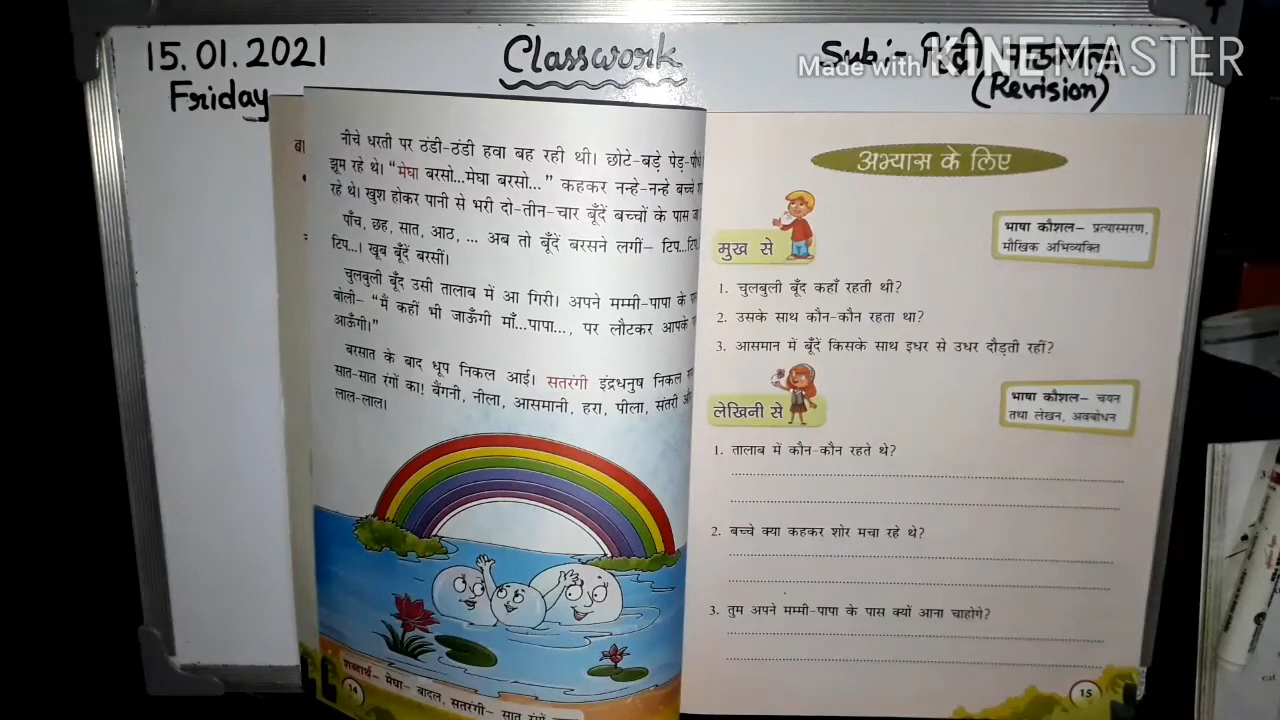 15.01.2021
Friday
Classwork
Sub:- हिंदी पाठमाला
(Revision)
Made with KINEMASTER
नीचे धरती पर ठंडी-ठंडी हवा बह रही थी। छोटे-बड़े पेड़-पौधे
झूम रहे थे। “मेघा बरसो...मेघा बरसो...” कहकर नन्हे-नन्हे बच्चे
रहे थे। खुश होकर पानी से भरी दो-तीन-चार बूँदें बच्चों के पास
पाँच, छह, सात, आठ, ... अब तो बूँदें बरसने लगीं– टिप...टिप
टिप...। खूब बूँदें बरसीं।
चुलबुली बूँद उसी तालाब में आ गिरी। अपने मम्मी-पापा के
बोली– “मैं कहीं भी जाऊँगी माँ...पापा..., पर लौटकर आपके
आऊँगी।”
बरसात के बाद धूप निकल आई। सतरंगी इंद्रधनुष निकल
सात-सात रंगों का! बैंगनी, नीला, आसमानी, हरा, पीला, संतरी और
लाल-लाल।
शब्दार्थ– मेघा– बादल, सतरंगी– सात रंगों
14
अभ्यास के लिए
मुख से
भाषा कौशल– प्रत्यास्मरण,
मौखिक अभिव्यक्ति
1. चुलबुली बूँद कहाँ रहती थी?
2. उसके साथ कौन-कौन रहता था?
3. आसमान में बूँदें किसके साथ इधर से उधर दौड़ती रहीं?
लेखिनी से
भाषा कौशल– चयन
तथा लेखन, अवबोधन
1. तालाब में कौन-कौन रहते थे?
2. बच्चे क्या कहकर शोर मचा रहे थे?
3. तुम अपने मम्मी-पापा के पास क्यों आना चाहोगे?
15
cat